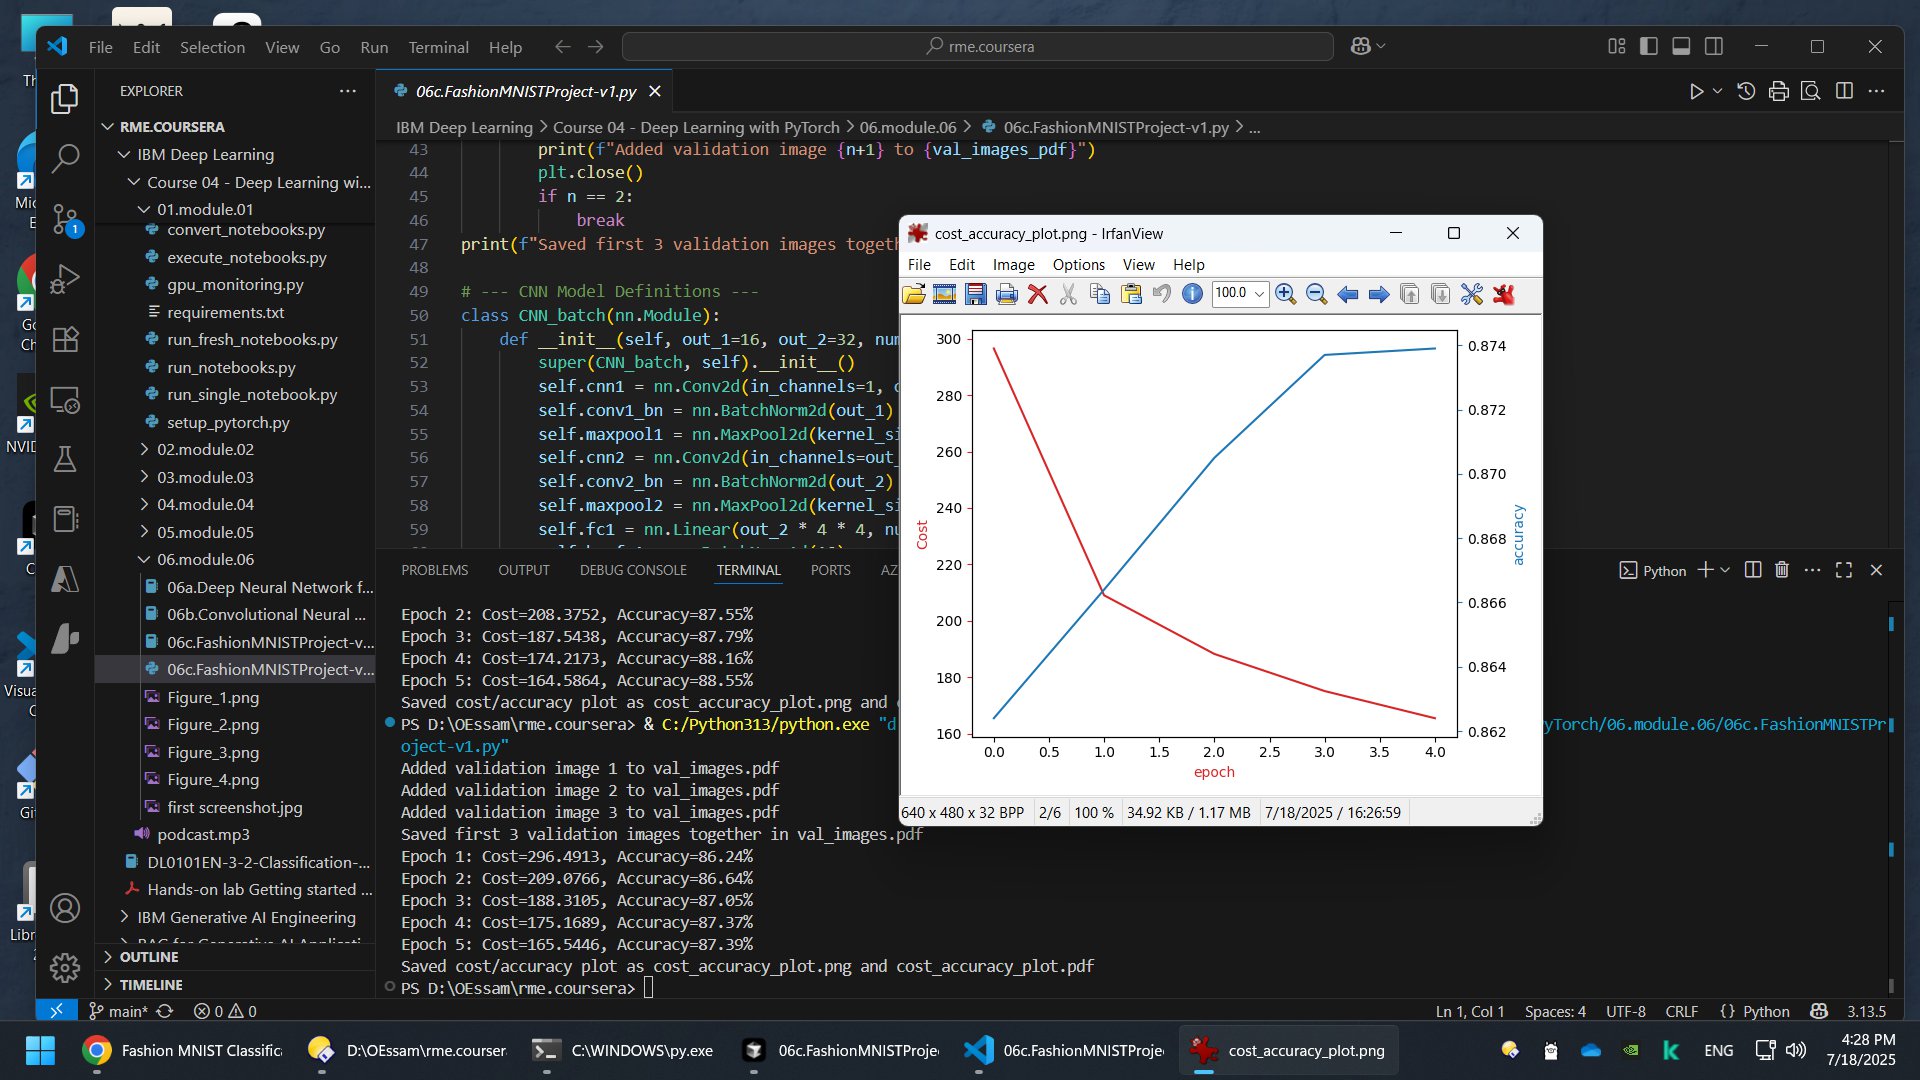 File Edit Selection View Go Run Terminal Help
rme.coursera
EXPLORER
RME.COURSERA
IBM Deep Learning
Course 04 - Deep Learning wi...
01.module.01
convert_notebooks.py
execute_notebooks.py
gpu_monitoring.py
requirements.txt
run_fresh_notebooks.py
run_notebooks.py
run_single_notebook.py
setup_pytorch.py
02.module.02
03.module.03
04.module.04
05.module.05
06.module.06
06a.Deep Neural Network f...
06b.Convolutional Neural ...
06c.FashionMNISTProject-v...
06c.FashionMNISTProject-v...
Figure_1.png
Figure_2.png
Figure_3.png
Figure_4.png
first screenshot.jpg
podcast.mp3
DL0101EN-3-2-Classification-...
Hands-on lab Getting started ...
IBM Generative AI Engineering
OUTLINE
TIMELINE
1
06c.FashionMNISTProject-v1.py
IBM Deep Learning > Course 04 - Deep Learning with PyTorch > 06.module.06 > 06c.FashionMNISTProject-v1.py > ...
43 print(f"Added validation image {n+1} to {val_images_pdf}")
44 plt.close()
45 if n == 2:
46 break
47 print(f"Saved first 3 validation images togeth
48
49 # --- CNN Model Definitions ---
50 class CNN_batch(nn.Module):
51 def __init__(self, out_1=16, out_2=32, num
52 super(CNN_batch, self).__init__()
53 self.cnn1 = nn.Conv2d(in_channels=1,
54 self.conv1_bn = nn.BatchNorm2d(out_1)
55 self.maxpool1 = nn.MaxPool2d(kernel_si
56 self.cnn2 = nn.Conv2d(in_channels=out_
57 self.conv2_bn = nn.BatchNorm2d(out_2)
58 self.maxpool2 = nn.MaxPool2d(kernel_si
59 self.fc1 = nn.Linear(out_2 * 4 * 4, nu
PROBLEMS OUTPUT DEBUG CONSOLE TERMINAL PORTS AZ
Python
Epoch 2: Cost=208.3752, Accuracy=87.55%
Epoch 3: Cost=187.5438, Accuracy=87.79%
Epoch 4: Cost=174.2173, Accuracy=88.16%
Epoch 5: Cost=164.5864, Accuracy=88.55%
Saved cost/accuracy plot as cost_accuracy_plot.png and
PS D:\OEssam\rme.coursera> & C:/Python313/python.exe "d yTorch/06.module.06/06c.FashionMNISTPr
oject-v1.py"
Added validation image 1 to val_images.pdf
Added validation image 2 to val_images.pdf
Added validation image 3 to val_images.pdf
Saved first 3 validation images together in val_images.pdf
Epoch 1: Cost=296.4913, Accuracy=86.24%
Epoch 2: Cost=209.0766, Accuracy=86.64%
Epoch 3: Cost=188.3105, Accuracy=87.05%
Epoch 4: Cost=175.1689, Accuracy=87.37%
Epoch 5: Cost=165.5446, Accuracy=87.39%
Saved cost/accuracy plot as cost_accuracy_plot.png and cost_accuracy_plot.pdf
PS D:\OEssam\rme.coursera>
cost_accuracy_plot.png - IrfanView
File Edit Image Options View Help
100.0
300
280
260
240
220
200
180
160
Cost
0.874
0.872
0.870
0.868
0.866
0.864
0.862
accuracy
0.0 0.5 1.0 1.5 2.0 2.5 3.0 3.5 4.0
epoch
640 x 480 x 32 BPP 2/6 100 % 34.92 KB / 1.17 MB 7/18/2025 / 16:26:59
main* 0 0 Ln 1, Col 1 Spaces: 4 UTF-8 CRLF {} Python 3.13.5
Fashion MNIST Classific D:\OEssam\rme.courser C:\WINDOWS\py.exe 06c.FashionMNISTProje 06c.FashionMNISTProje cost_accuracy_plot.png ENG 4:28 PM
7/18/2025